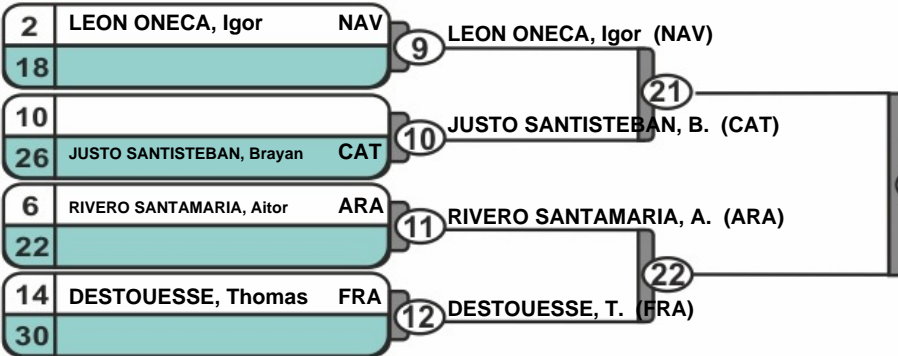 2 LEON ONECA, Igor NAV
18
9 LEON ONECA, Igor (NAV)
21
10
10 JUSTO SANTISTEBAN, B. (CAT)
26 JUSTO SANTISTEBAN, Brayan CAT
6 RIVERO SANTAMARIA, Aitor ARA
11 RIVERO SANTAMARIA, A. (ARA)
22
22
14 DESTOUESSE, Thomas FRA
12 DESTOUESSE, T. (FRA)
30